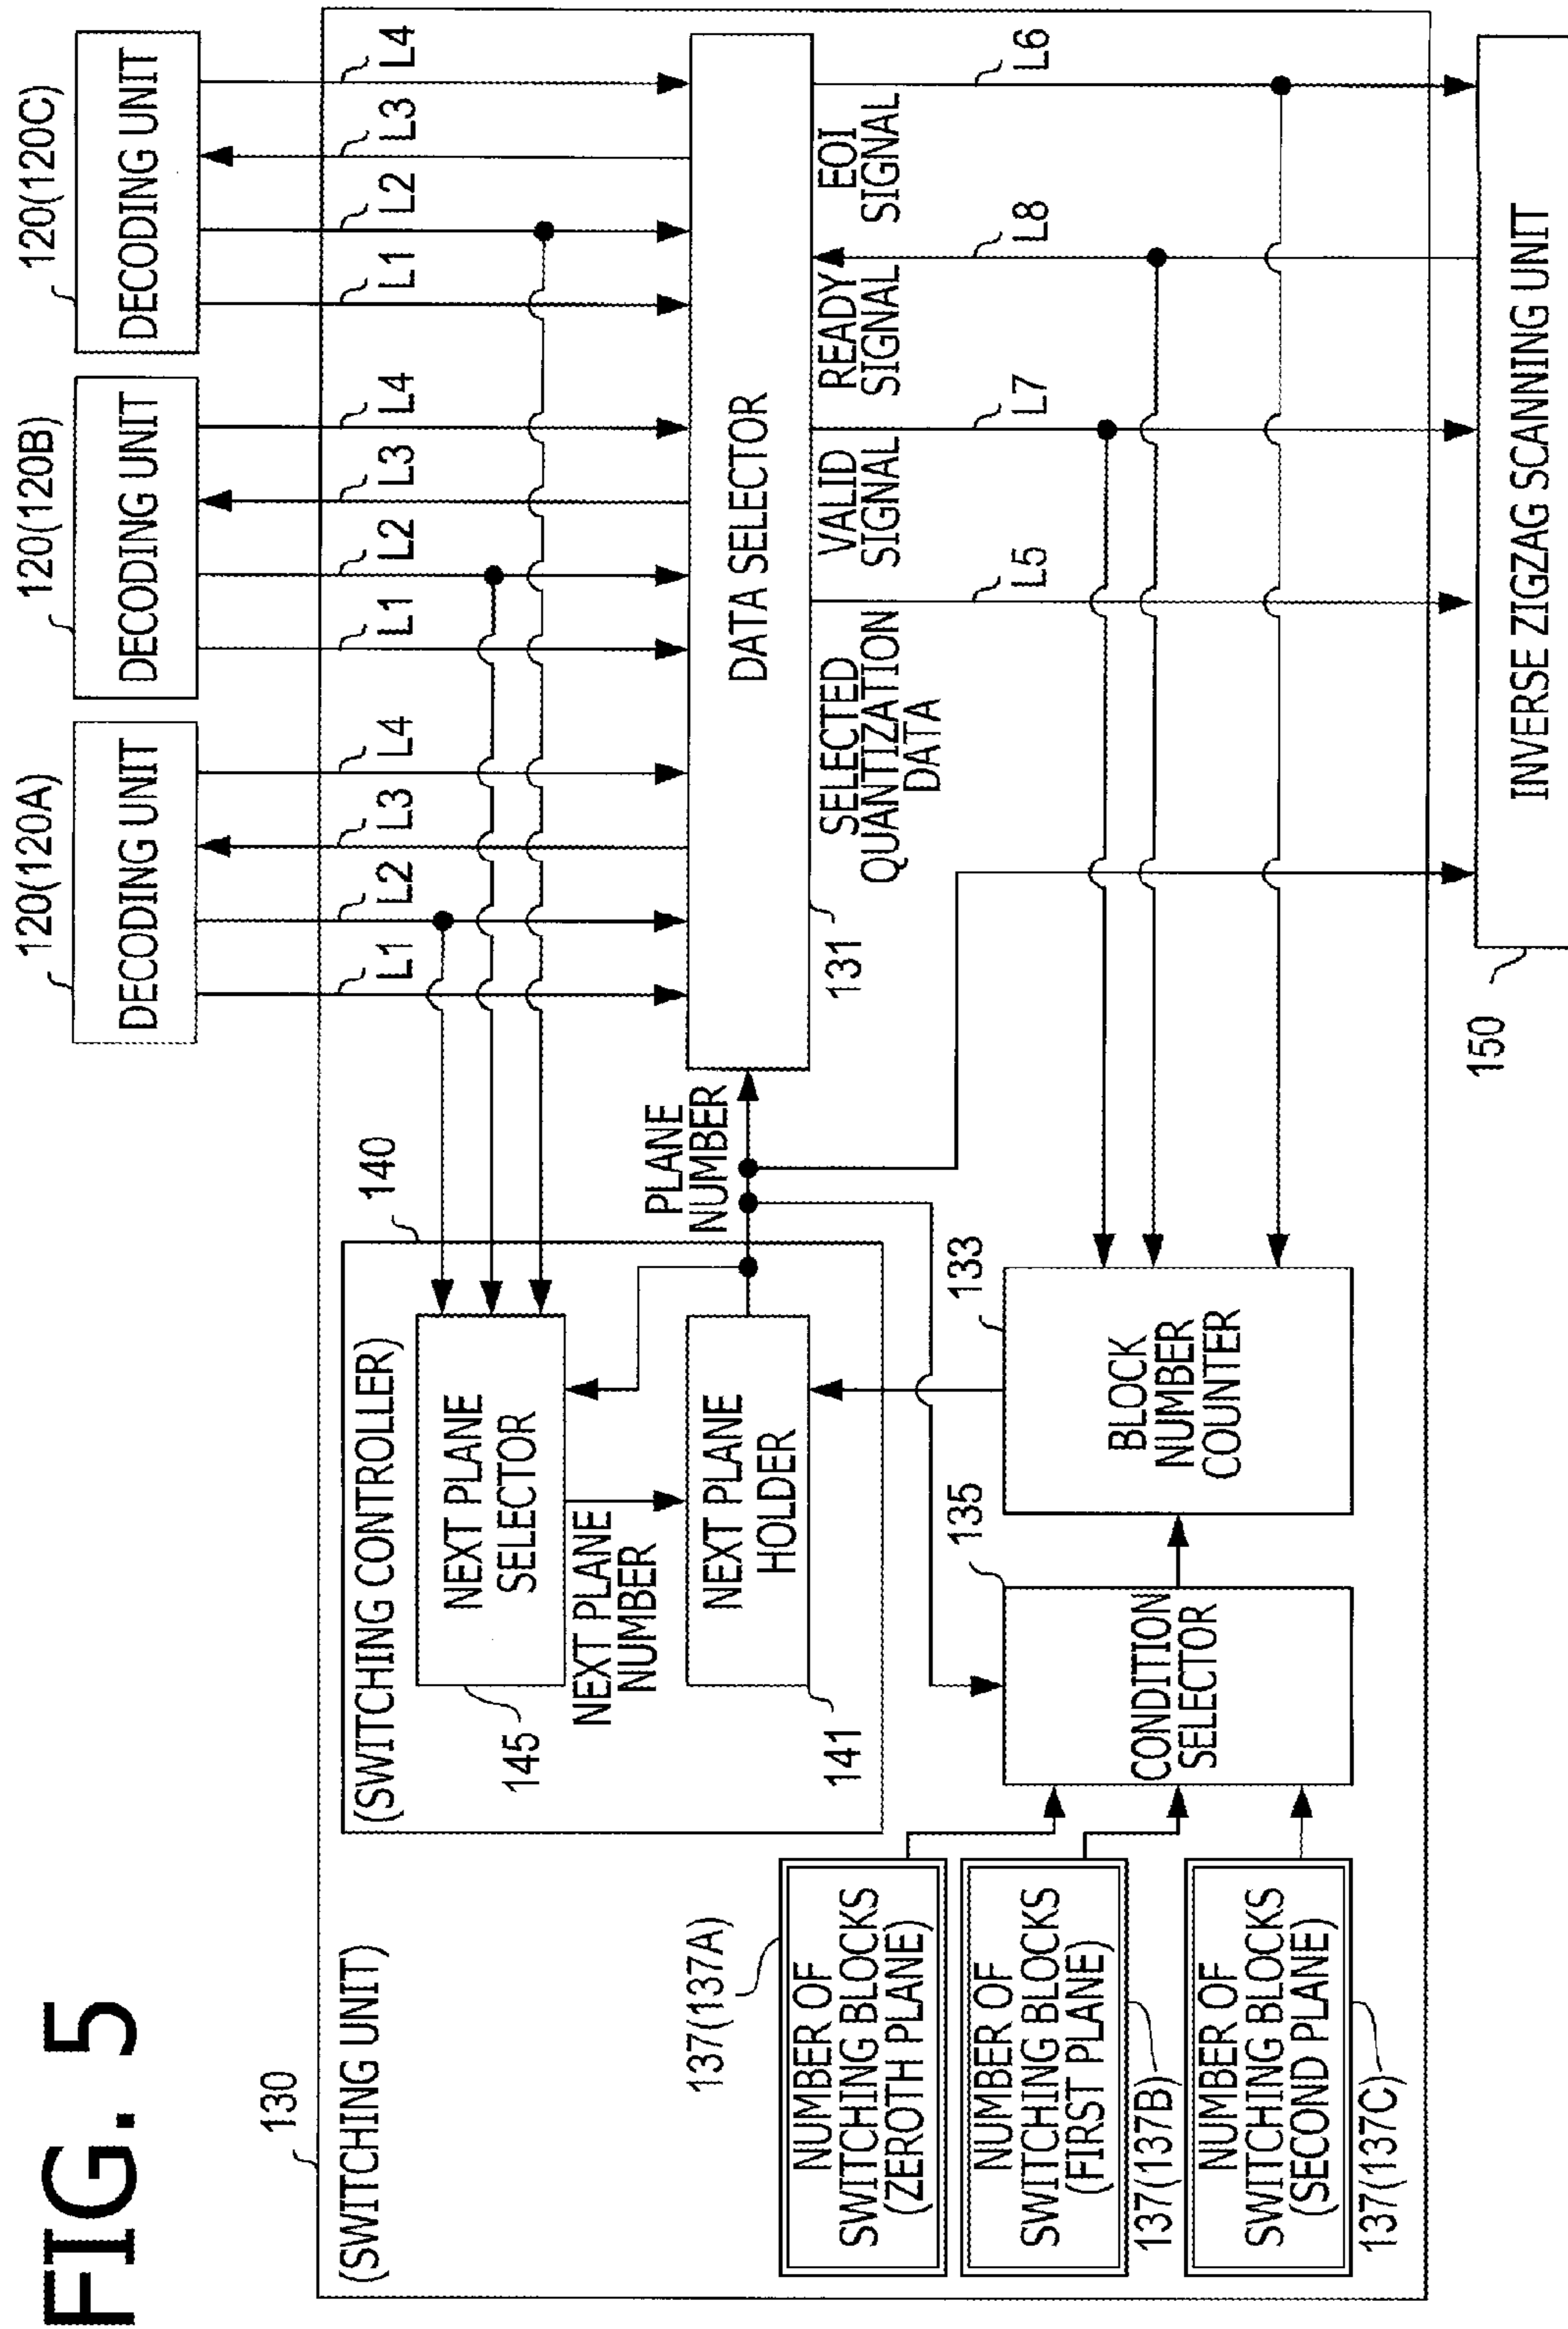 FIG. 5
130
(SWITCHING UNIT)
120(120A)
DECODING UNIT
120(120B)
DECODING UNIT
120(120C)
DECODING UNIT
L1
L2
L3
L4
L1
L2
L3
L4
L1
L2
L3
L4
(SWITCHING CONTROLLER)
140
NEXT PLANE
SELECTOR
145
NEXT PLANE
NUMBER
NEXT PLANE
HOLDER
141
PLANE
NUMBER
DATA SELECTOR
131
SELECTED
QUANTIZATION
DATA
L5
VALID
SIGNAL
L7
READY
SIGNAL
L8
EOI
SIGNAL
L6
137(137A)
NUMBER OF
SWITCHING BLOCKS
(ZEROTH PLANE)
NUMBER OF
SWITCHING BLOCKS
(FIRST PLANE)
137(137B)
NUMBER OF
SWITCHING BLOCKS
(SECOND PLANE)
137(137C)
135
CONDITION
SELECTOR
133
BLOCK
NUMBER
COUNTER
150
INVERSE ZIGZAG SCANNING UNIT